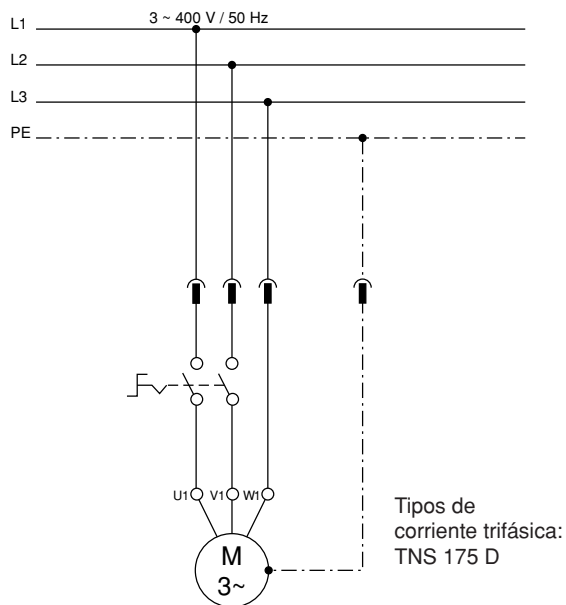 L1
3 ~ 400 V / 50 Hz
L2
L3
PE
U1 V1 W1
M
3~
Tipos de
corriente trifásica:
TNS 175 D